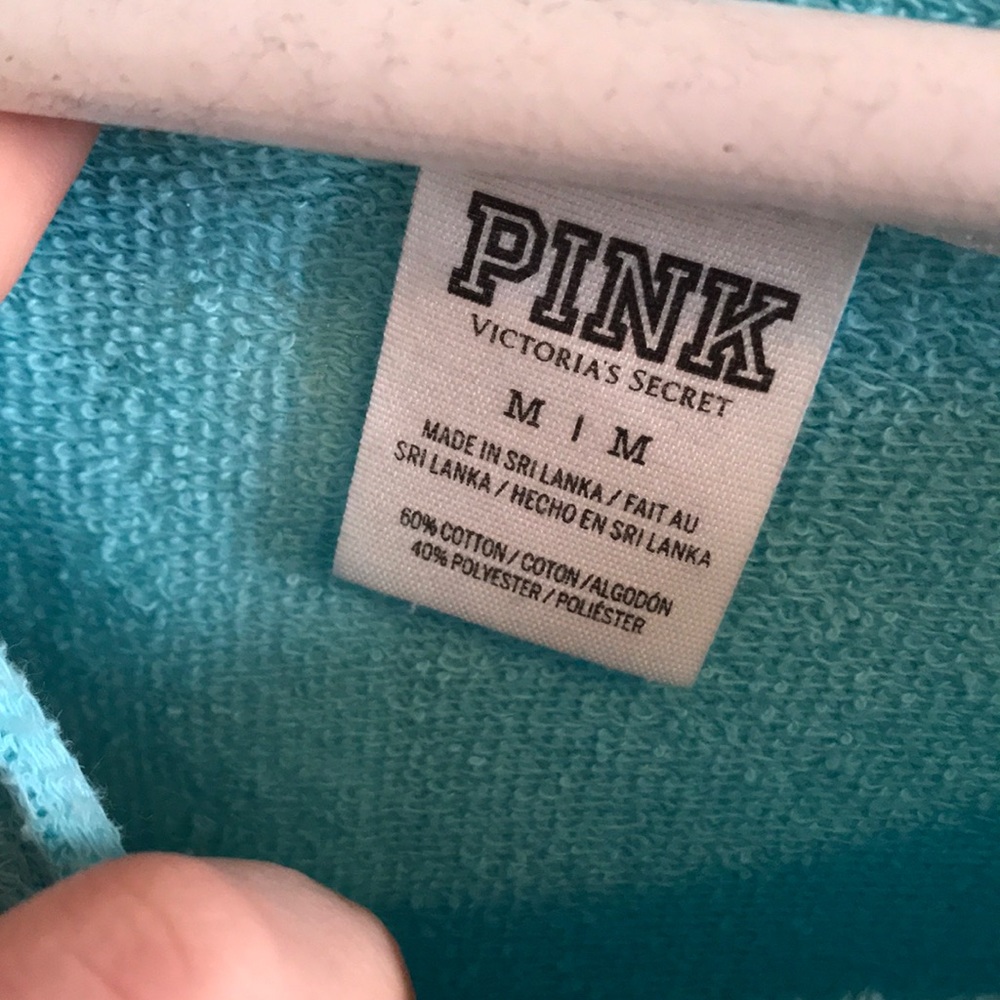 PINK
VICTORIA'S SECRET
M | M
MADE IN SRI LANKA / FAIT AU
SRI LANKA / HECHO EN SRI LANKA
60% COTTON / COTON / ALGODÓN
40% POLYESTER / POLIÉSTER